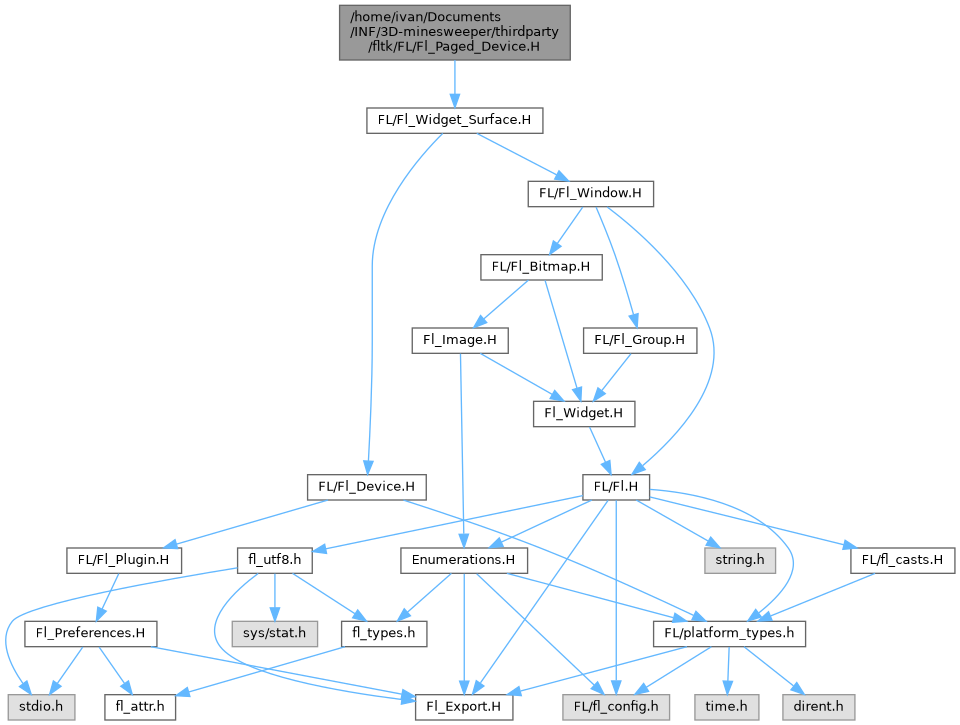 /home/ivan/Documents
/INF/3D-minesweeper/thirdparty
/fltk/FL/Fl_Paged_Device.H
FL/Fl_Widget_Surface.H
FL/Fl_Window.H
FL/Fl_Bitmap.H
Fl_Image.H
FL/Fl_Group.H
Fl_Widget.H
FL/Fl_Device.H
FL/Fl.H
FL/Fl_Plugin.H
fl_utf8.h
Enumerations.H
string.h
FL/fl_casts.H
Fl_Preferences.H
sys/stat.h
fl_types.h
FL/platform_types.h
stdio.h
fl_attr.h
Fl_Export.H
FL/fl_config.h
time.h
dirent.h